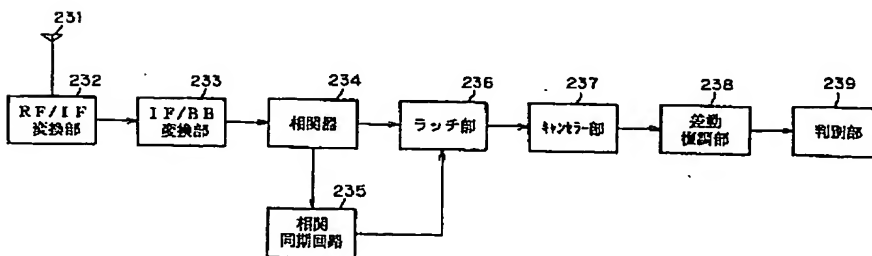 231
232
RF/IF
変換部
233
IF/BB
変換部
234
相関器
236
ラッチ部
237
キャンセラー部
238
差動
復調部
239
判別部
235
相関
同期回路